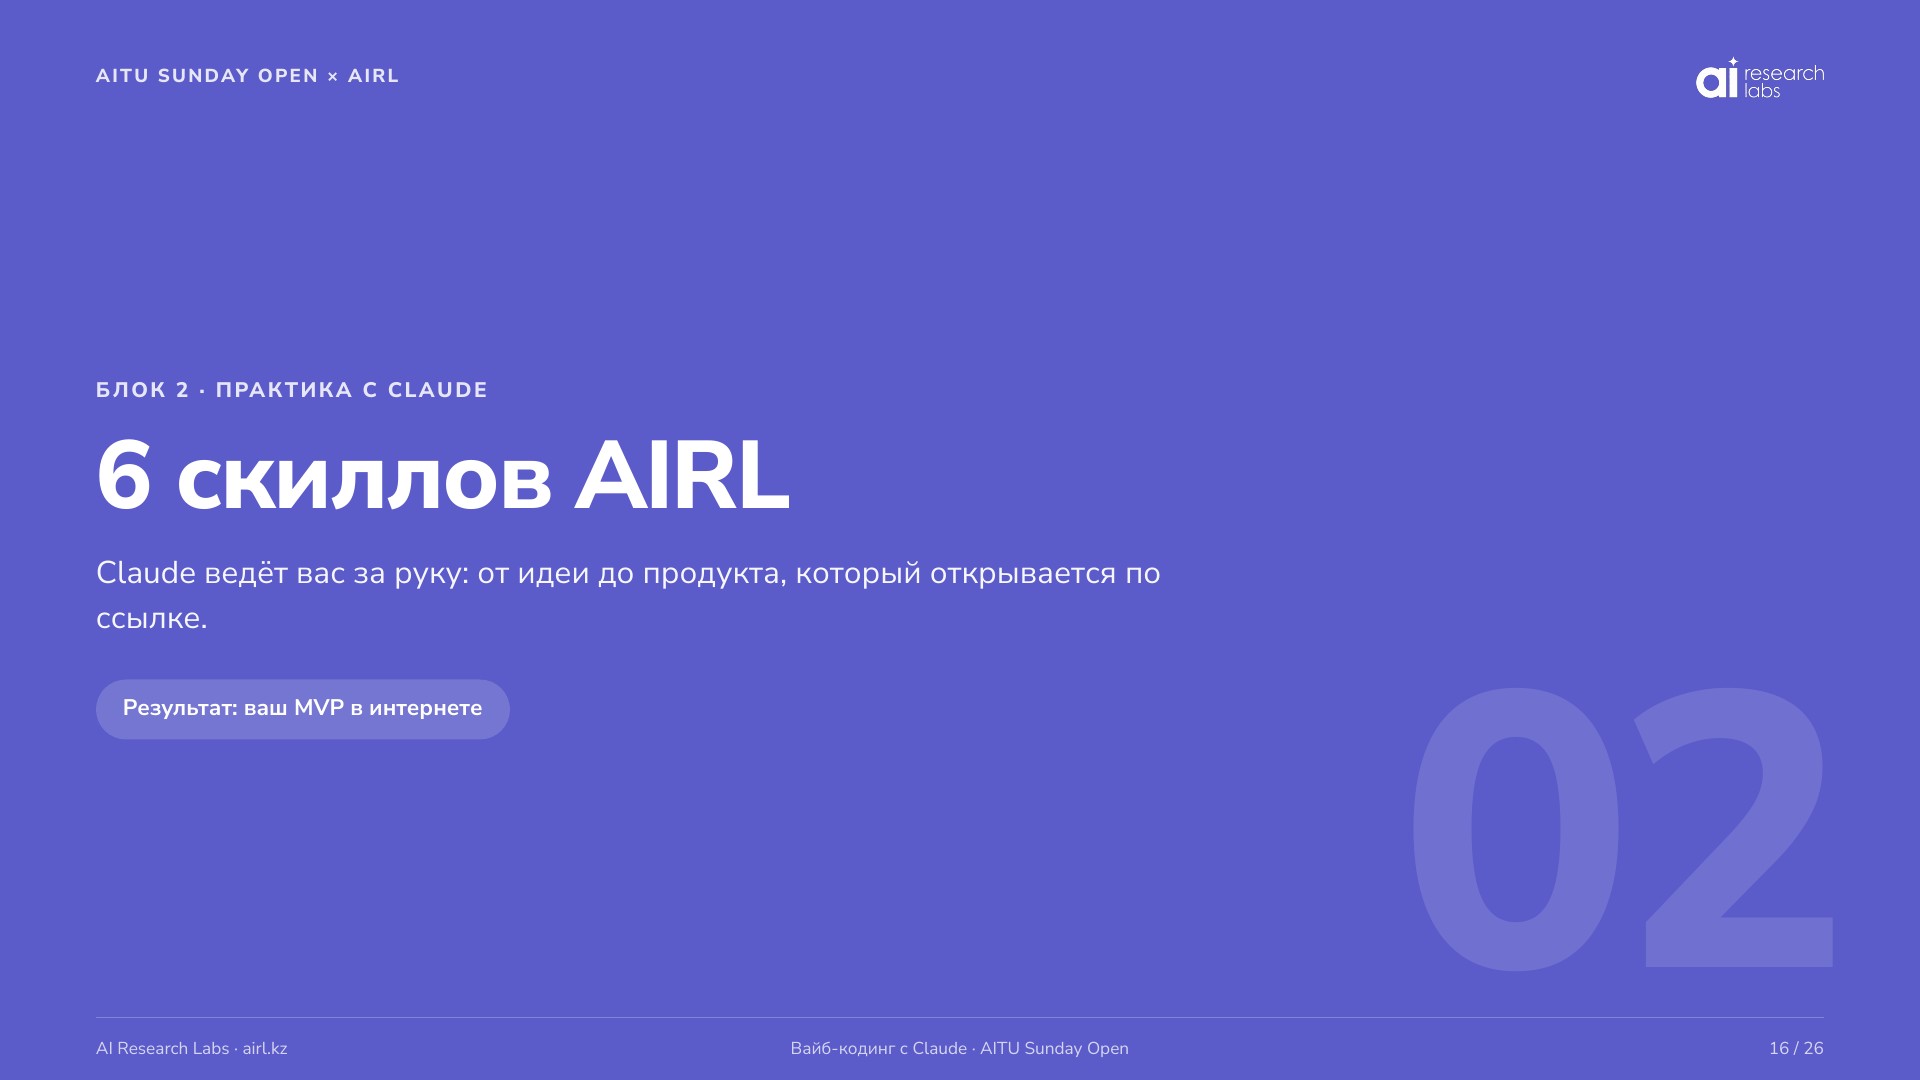 AITU SUNDAY OPEN × AIRL
ai research
labs
БЛОК 2 · ПРАКТИКА С CLAUDE
6 скиллов AIRL
Claude ведёт вас за руку: от идеи до продукта, который открывается по
ссылке.
Результат: ваш MVP в интернете
02
AI Research Labs · airl.kz
Вайб-кодинг с Claude · AITU Sunday Open
16 / 26